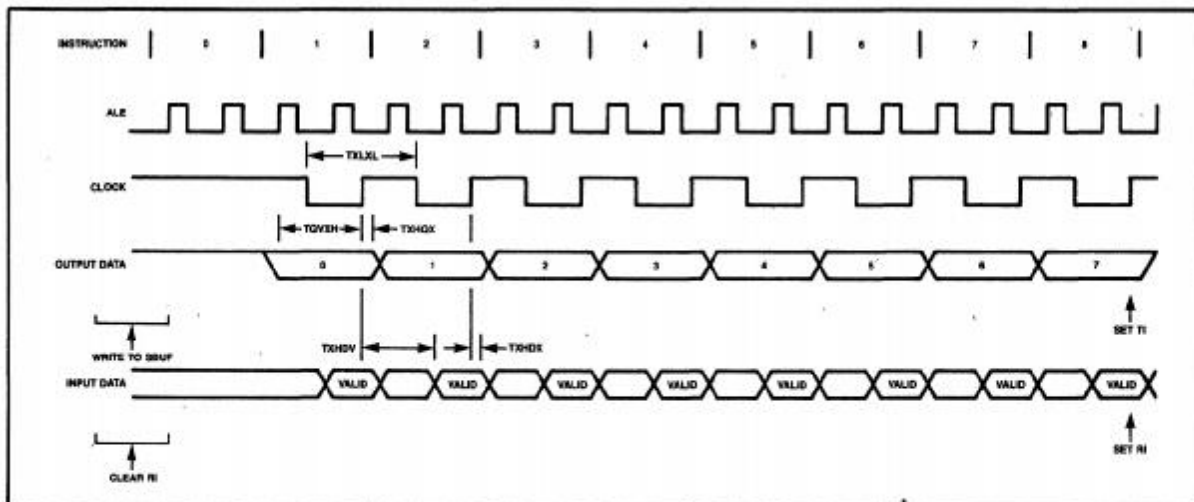 INSTRUCTION 0 1 2 3 4 5 6 7 8
ALE
TXLXL
CLOCK
TQVXH TXHQX
OUTPUT DATA 0 1 2 3 4 5 6 7
WRITE TO SBUF
SET TI
TXHDV TXHDX
INPUT DATA VALID VALID VALID VALID VALID VALID VALID VALID
CLEAR RI
SET RI